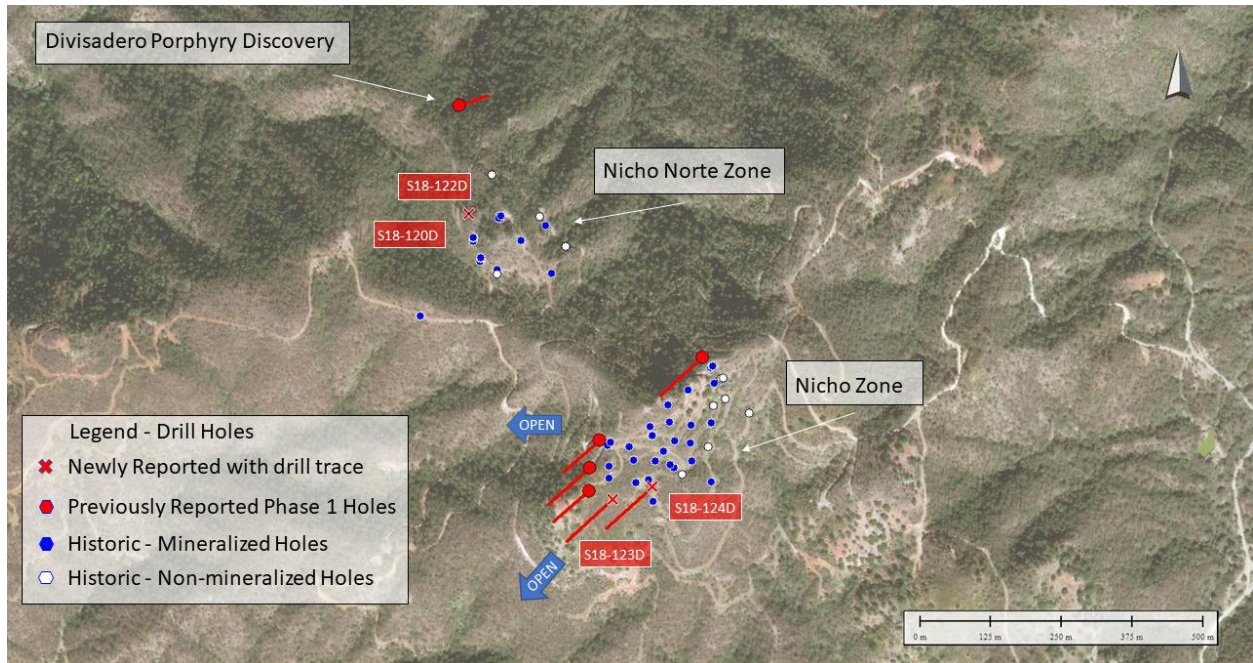 Divisadero Porphyry Discovery
S18-122D
Nicho Norte Zone
S18-120D
Nicho Zone
OPEN
Legend - Drill Holes
Newly Reported with drill trace
Previously Reported Phase 1 Holes
Historic - Mineralized Holes
Historic - Non-mineralized Holes
S18-124D
S18-123D
OPEN
0 m 125 m. 250 m. 375 m. 500 m.